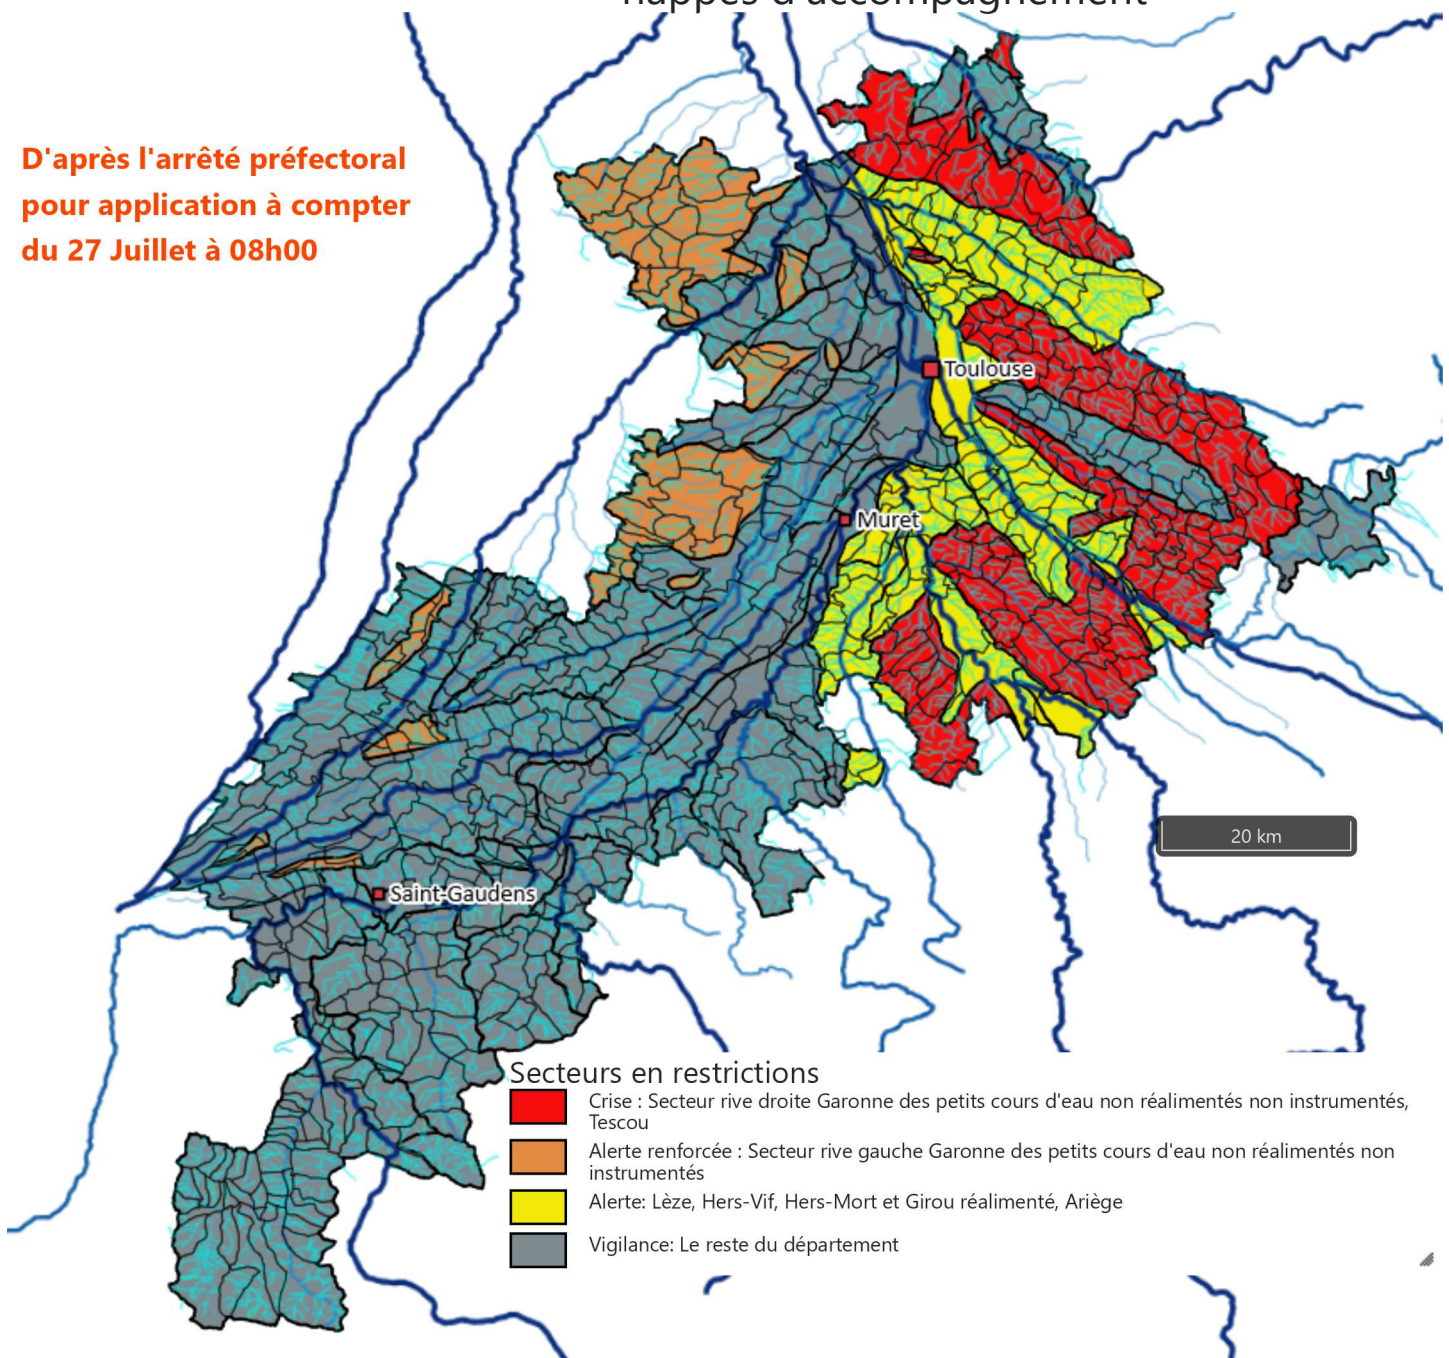 nappes d'accompagnement
D'après l'arrêté préfectoral
pour application à compter
du 27 Juillet à 08h00
Toulouse
Muret
20 km
Saint-Gaudens
Secteurs en restrictions
Crise : Secteur rive droite Garonne des petits cours d'eau non réalimentés non instrumentés,
Tescou
Alerte renforcée : Secteur rive gauche Garonne des petits cours d'eau non réalimentés non
instrumentés
Alerte: Lèze, Hers-Vif, Hers-Mort et Girou réalimenté, Ariège
Vigilance: Le reste du département